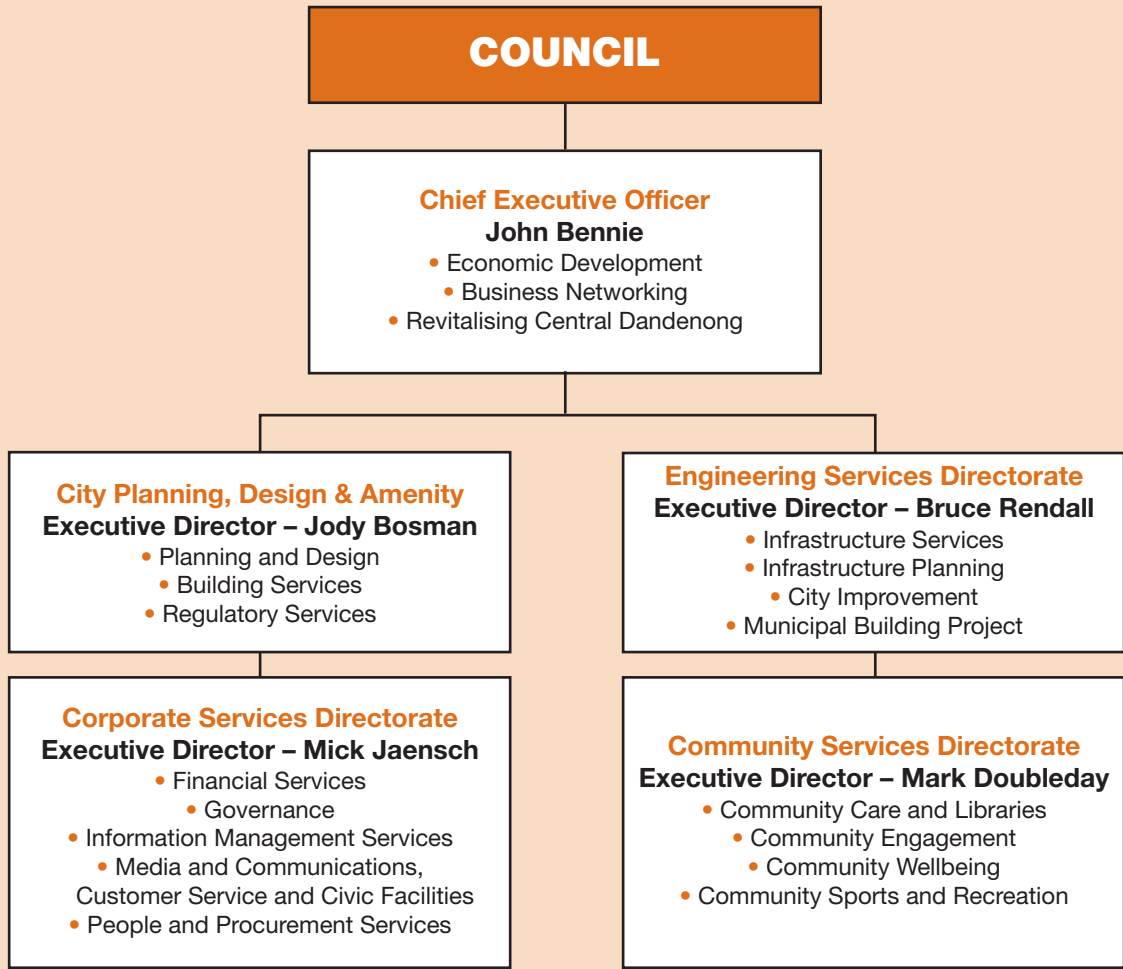 COUNCIL
Chief Executive Officer
John Bennie
• Economic Development
• Business Networking
• Revitalising Central Dandenong
City Planning, Design & Amenity
Executive Director – Jody Bosman
• Planning and Design
• Building Services
• Regulatory Services
Engineering Services Directorate
Executive Director – Bruce Rendall
• Infrastructure Services
• Infrastructure Planning
• City Improvement
• Municipal Building Project
Corporate Services Directorate
Executive Director – Mick Jaensch
• Financial Services
• Governance
• Information Management Services
• Media and Communications,
Customer Service and Civic Facilities
• People and Procurement Services
Community Services Directorate
Executive Director – Mark Doubleday
• Community Care and Libraries
• Community Engagement
• Community Wellbeing
• Community Sports and Recreation